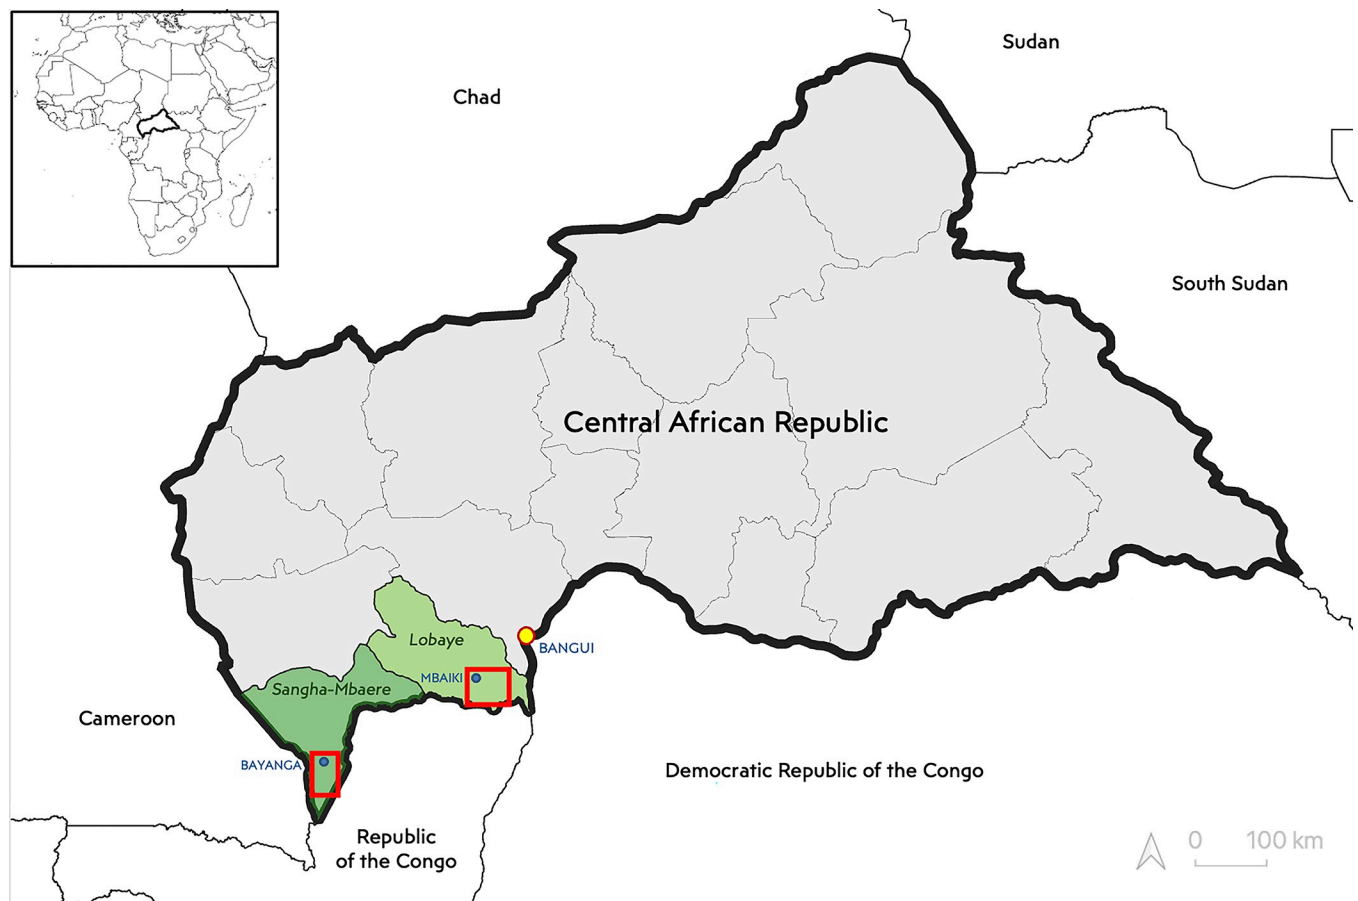 Sudan
Chad
South Sudan
Central African Republic
Lobaye
BANGUI
MBAIKI
Sangha-Mbaere
Cameroon
BAYANGA
Democratic Republic of the Congo
Republic
of the Congo
0 100 km